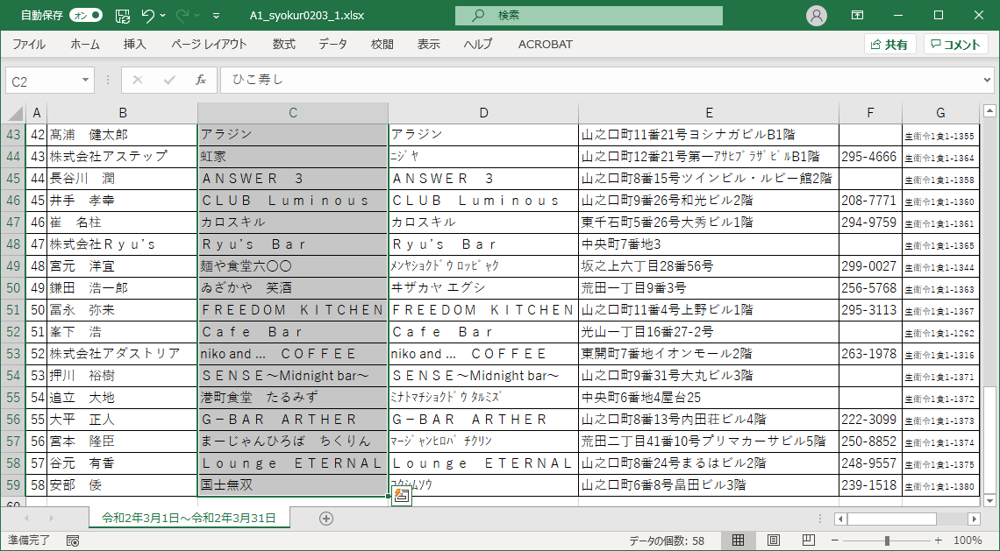 自動保存 オン A1_syokur0203_1.xlsx 検索
ファイル ホーム 挿入 ページ レイアウト 数式 データ 校閲 表示 ヘルプ ACROBAT 共有 コメント
C2 fx ひこ寿し
A B C D E F G
43 42 髙浦　健太郎 アラジン アラジン 山之口町11番21号ヨシナガビルB1階 生衛令1食1-1355
44 43 株式会社アステップ 虹家 ﾆｼﾞﾔ 山之口町12番21号第一ｱｻﾋﾌﾟﾗｻﾞﾋﾞﾙB1階 295-4666 生衛令1食1-1364
45 44 長谷川　潤 ＡＮＳＷＥＲ　３ ＡＮＳＷＥＲ　３ 山之口町8番15号ツインビル・ルビー館2階 生衛令1食1-1358
46 45 井手　孝幸 ＣＬＵＢ　Ｌｕｍｉｎｏｕｓ ＣＬＵＢ　Ｌｕｍｉｎｏｕｓ 山之口町9番26号和光ビル2階 208-7771 生衛令1食1-1360
47 46 崔　名柱 カロスキル カロスキル 東千石町5番26号大秀ビル1階 294-9759 生衛令1食1-1361
48 47 株式会社Ｒｙｕ's Ｒｙｕ's　Ｂａｒ Ｒｙｕ's　Ｂａｒ 中央町7番地3 生衛令1食1-1365
49 48 宮元　洋宜 麺や食堂六〇〇 ﾒﾝﾔｼｮｸﾄﾞｳ ﾛｯﾋﾟｬｸ 坂之上六丁目28番56号 299-0027 生衛令1食1-1344
50 49 鎌田　浩一郎 ゐざかや　笑酒 ヰザカヤ エグシ 荒田一丁目9番3号 256-5768 生衛令1食1-1363
51 50 冨永　弥来 ＦＲＥＥＤＯＭ　ＫＩＴＣＨＥＮ ＦＲＥＥＤＯＭ　ＫＩＴＣＨＥＮ 山之口町11番4号上野ビル1階 295-3113 生衛令1食1-1367
52 51 峯下　浩 Ｃａｆｅ　Ｂａｒ Ｃａｆｅ　Ｂａｒ 光山一丁目16番27-2号 生衛令1食1-1262
53 52 株式会社アダストリア niko and ...　ＣＯＦＦＥＥ niko and ...　ＣＯＦＦＥＥ 東開町7番地イオンモール2階 263-1978 生衛令1食1-1316
54 53 押川　裕樹 ＳＥＮＳＥ～Midnight bar～ ＳＥＮＳＥ～Midnight bar～ 山之口町9番31号大丸ビル3階 生衛令1食1-1371
55 54 追立　大地 港町食堂　たるみず ﾐﾅﾄﾏﾁｼｮｸﾄﾞｳ ﾀﾙﾐｽﾞ 中央町6番地4屋台25 生衛令1食1-1372
56 55 大平　正人 Ｇ−ＢＡＲ　ＡＲＴＨＥＲ Ｇ−ＢＡＲ　ＡＲＴＨＥＲ 山之口町8番13号内田荘ビル4階 222-3099 生衛令1食1-1373
57 56 宮本　隆臣 まーじゃんひろば　ちくりん ﾏｰｼﾞｬﾝﾋﾛﾊﾞ ﾁｸﾘﾝ 荒田二丁目41番10号プリマカーサビル5階 250-8852 生衛令1食1-1374
58 57 谷元　有香 Ｌｏｕｎｇｅ　ＥＴＥＲＮＡＬ Ｌｏｕｎｇｅ　ＥＴＥＲＮＡＬ 山之口町8番24号まるはビル2階 248-9557 生衛令1食1-1375
59 58 安部　倭 国士無双 ｺｸｼﾑｿｳ 山之口町6番8号畠田ビル3階 239-1518 生衛令1食1-1380
60
令和2年3月1日～令和2年3月31日
準備完了 データの個数: 58 100%